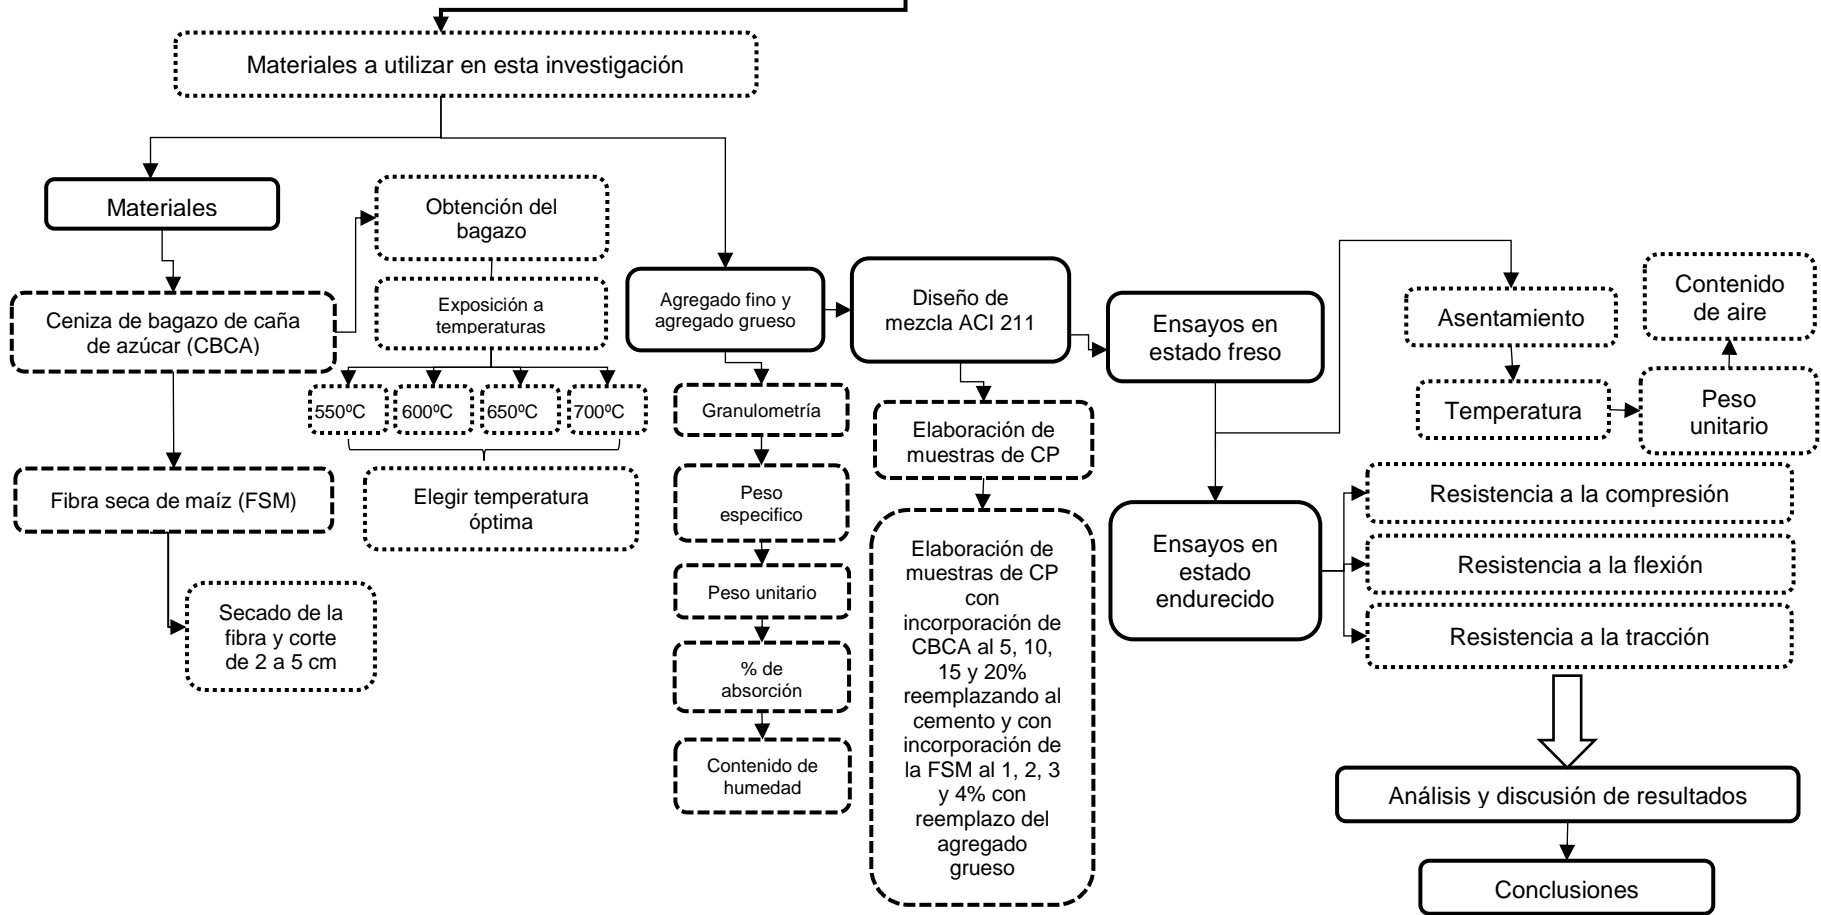 Materiales a utilizar en esta investigación
Materiales
Ceniza de bagazo de caña
de azúcar (CBCA)
Fibra seca de maíz (FSM)
Secado de la
fibra y corte
de 2 a 5 cm
Obtención del
bagazo
Exposición a
temperaturas
550ºC
600ºC
650ºC
700ºC
Elegir temperatura
óptima
Agregado fino y
agregado grueso
Granulometría
Peso
especifico
Peso unitario
% de
absorción
Contenido de
humedad
Diseño de
mezcla ACI 211
Elaboración de
muestras de CP
Elaboración de
muestras de CP
con
incorporación de
CBCA al 5, 10,
15 y 20%
reemplazando al
cemento y con
incorporación de
la FSM al 1, 2, 3
y 4% con
reemplazo del
agregado
grueso
Ensayos en
estado freso
Ensayos en
estado
endurecido
Asentamiento
Temperatura
Peso
unitario
Contenido
de aire
Resistencia a la compresión
Resistencia a la flexión
Resistencia a la tracción
Análisis y discusión de resultados
Conclusiones